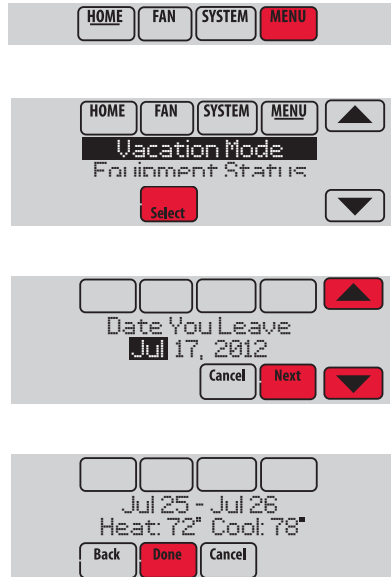 HOME FAN SYSTEM MENU
HOME FAN SYSTEM MENU
Vacation Mode
Equipment Status
Select
Date You Leave
Jul 17, 2012
Cancel Next
Jul 25 - Jul 26
Heat: 72° Cool: 78°
Back Done Cancel